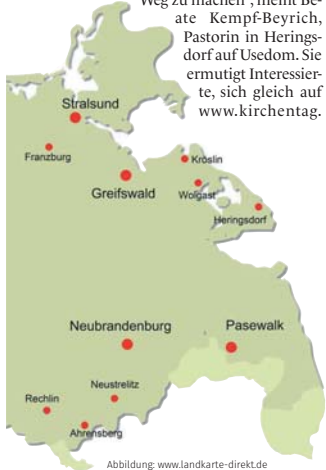 Weg zu machen", meint Be-
ate Kempf-Beyrich,
Pastorin in Herings-
dorf auf Usedom. Sie
ermutigt Interessier-
te, sich gleich auf
www.kirchentag.
Stralsund
Franzburg
Kröslin
Greifswald
Wolgast
Heringsdorf
Neubrandenburg
Pasewalk
Neustrelitz
Rechlin
Ahrensberg
Abbildung: www.landkarte-direkt.de